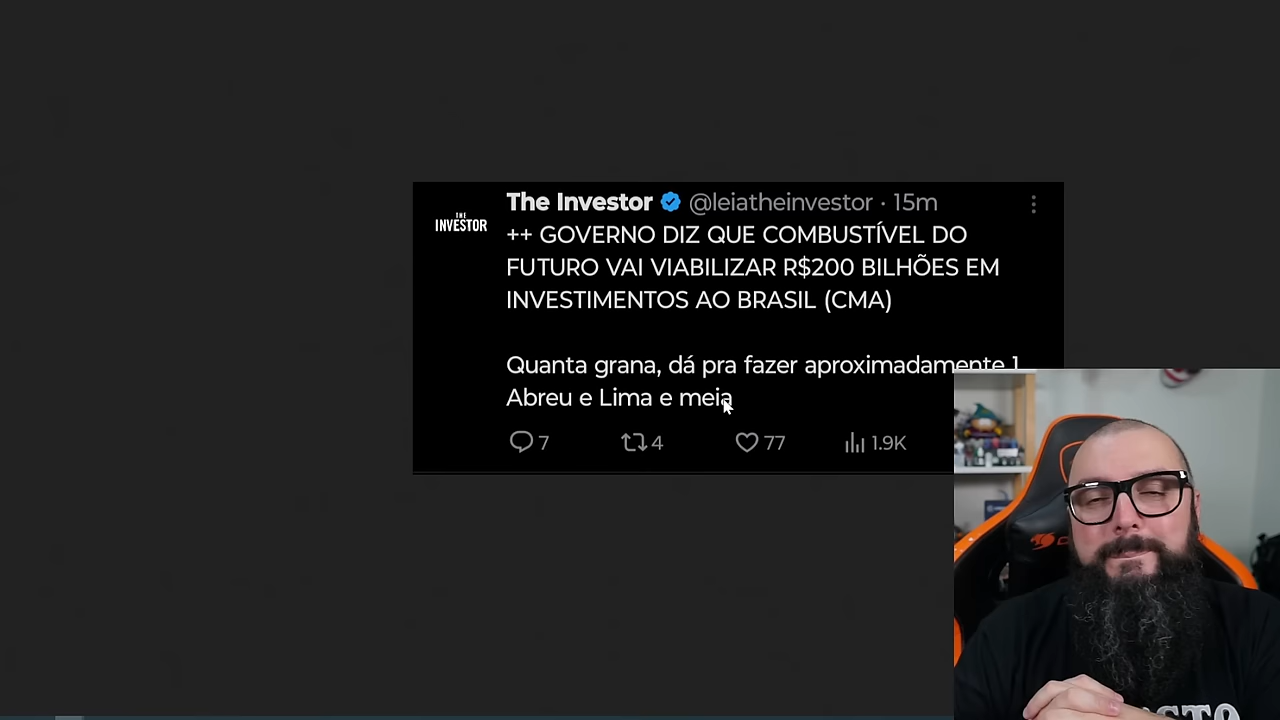 The Investor @leiatheinvestor · 15m
THE
INVESTOR
++ GOVERNO DIZ QUE COMBUSTÍVEL DO
FUTURO VAI VIABILIZAR R$200 BILHÕES EM
INVESTIMENTOS AO BRASIL (CMA)
Quanta grana, dá pra fazer aproximadamente 1
Abreu e Lima e meia
7 4 77 1.9K